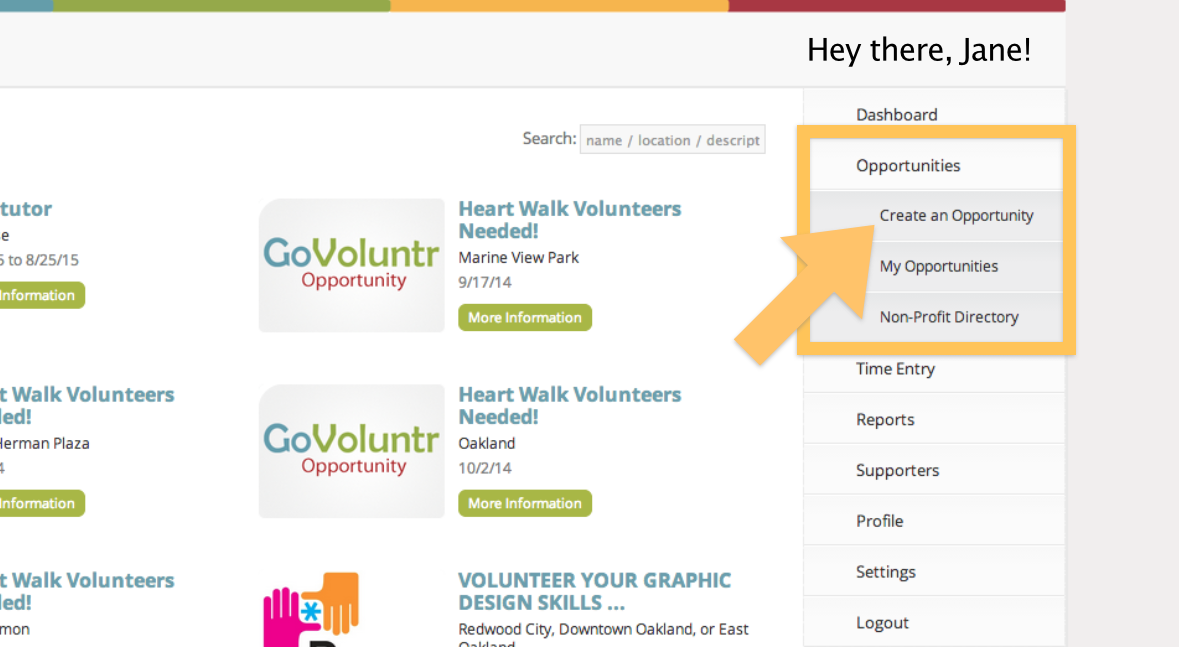 Hey there, Jane!
Search: name / location / descript
tutor
5 to 8/25/15
Information
GoVoluntr
Opportunity
Heart Walk Volunteers
Needed!
Marine View Park
9/17/14
More Information
t Walk Volunteers
ed!
Herman Plaza
4
Information
GoVoluntr
Opportunity
Heart Walk Volunteers
Needed!
Oakland
10/2/14
More Information
t Walk Volunteers
ed!
mon
VOLUNTEER YOUR GRAPHIC
DESIGN SKILLS ...
Redwood City, Downtown Oakland, or East
Oakland
Dashboard
Opportunities
Create an Opportunity
My Opportunities
Non-Profit Directory
Time Entry
Reports
Supporters
Profile
Settings
Logout